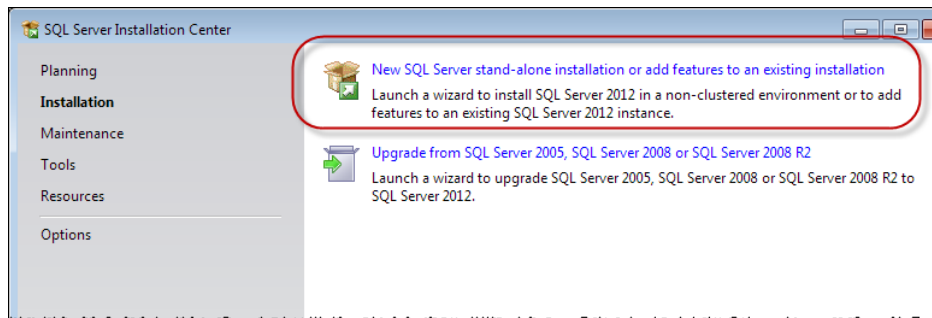 SQL Server Installation Center
Planning
Installation
Maintenance
Tools
Resources
Options
New SQL Server stand-alone installation or add features to an existing installation
Launch a wizard to install SQL Server 2012 in a non-clustered environment or to add
features to an existing SQL Server 2012 instance.
Upgrade from SQL Server 2005, SQL Server 2008 or SQL Server 2008 R2
Launch a wizard to upgrade SQL Server 2005, SQL Server 2008 or SQL Server 2008 R2 to
SQL Server 2012.